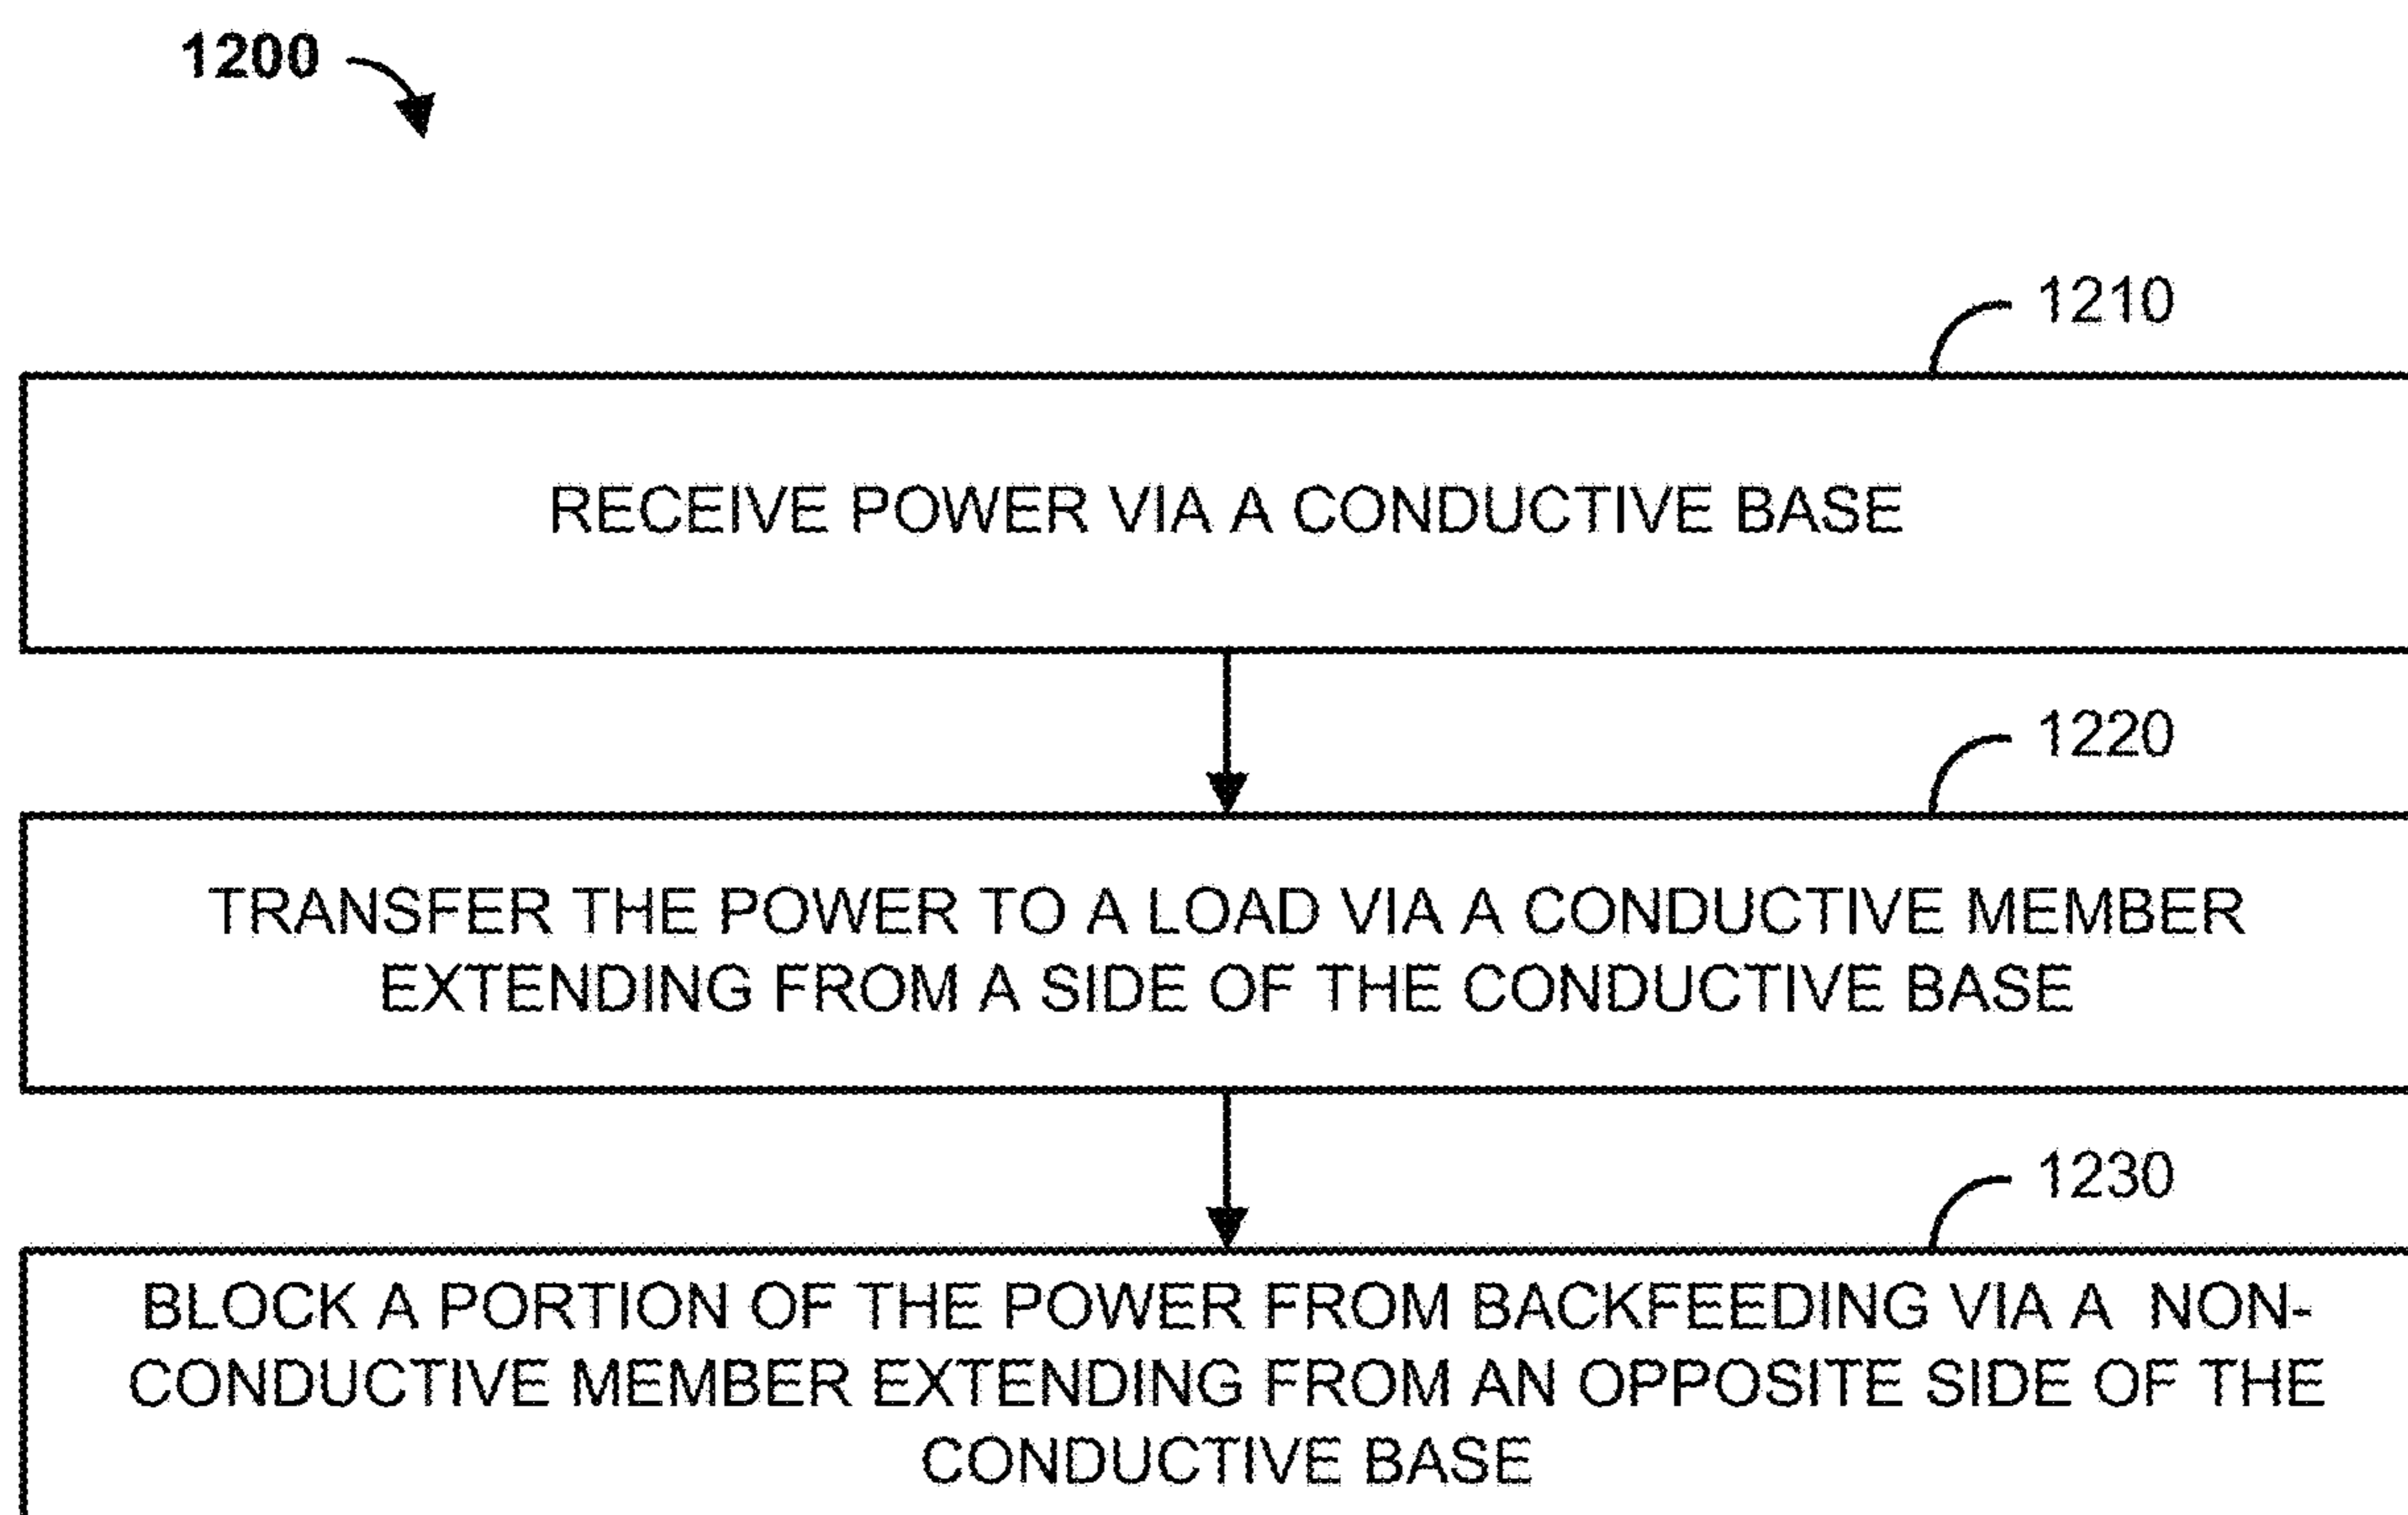 1200
1210
RECEIVE POWER VIA A CONDUCTIVE BASE
1220
TRANSFER THE POWER TO A LOAD VIA A CONDUCTIVE MEMBER
EXTENDING FROM A SIDE OF THE CONDUCTIVE BASE
1230
BLOCK A PORTION OF THE POWER FROM BACKFEEDING VIA A NON-
CONDUCTIVE MEMBER EXTENDING FROM AN OPPOSITE SIDE OF THE
CONDUCTIVE BASE